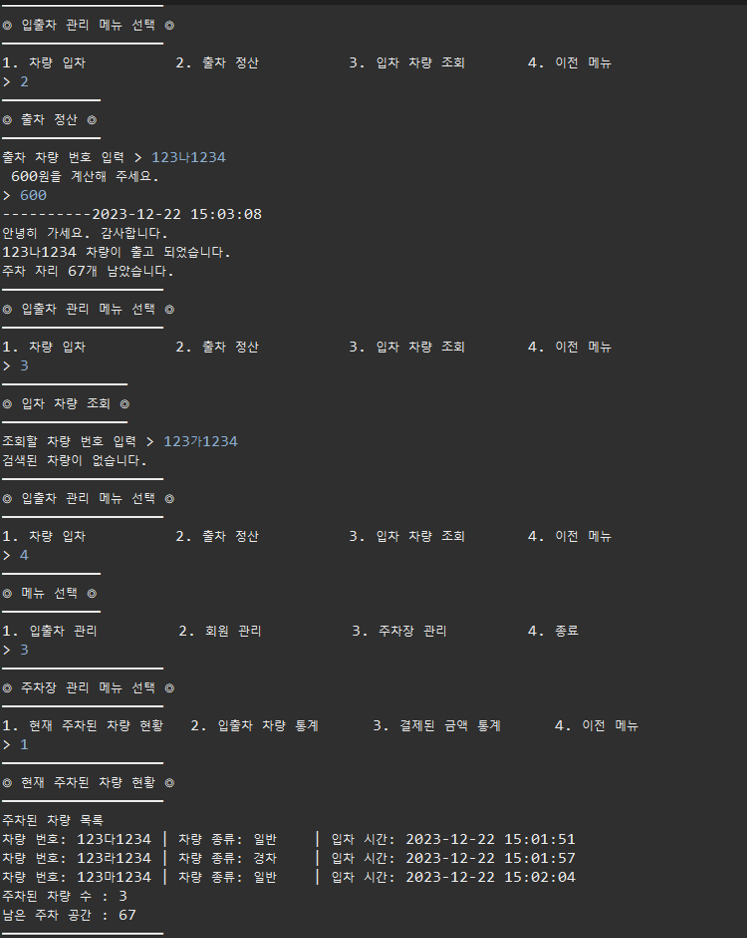 ◎ 입출차 관리 메뉴 선택 ◎
1. 차량 입차 2. 출차 정산 3. 입차 차량 조회 4. 이전 메뉴
> 2
◎ 출차 정산 ◎
출차 차량 번호 입력 > 123나1234
600원을 계산해 주세요.
> 600
----------2023-12-22 15:03:08
안녕히 가세요. 감사합니다.
123나1234 차량이 출고 되었습니다.
주차 자리 67개 남았습니다.
◎ 입출차 관리 메뉴 선택 ◎
1. 차량 입차 2. 출차 정산 3. 입차 차량 조회 4. 이전 메뉴
> 3
◎ 입차 차량 조회 ◎
조회할 차량 번호 입력 > 123가1234
검색된 차량이 없습니다.
◎ 입출차 관리 메뉴 선택 ◎
1. 차량 입차 2. 출차 정산 3. 입차 차량 조회 4. 이전 메뉴
> 4
◎ 메뉴 선택 ◎
1. 입출차 관리 2. 회원 관리 3. 주차장 관리 4. 종료
> 3
◎ 주차장 관리 메뉴 선택 ◎
1. 현재 주차된 차량 현황 2. 입출차 차량 통계 3. 결제된 금액 통계 4. 이전 메뉴
> 1
◎ 현재 주차된 차량 현황 ◎
주차된 차량 목록
차량 번호: 123다1234 | 차량 종류: 일반 | 입차 시간: 2023-12-22 15:01:51
차량 번호: 123라1234 | 차량 종류: 경차 | 입차 시간: 2023-12-22 15:01:57
차량 번호: 123마1234 | 차량 종류: 일반 | 입차 시간: 2023-12-22 15:02:04
주차된 차량 수 : 3
남은 주차 공간 : 67